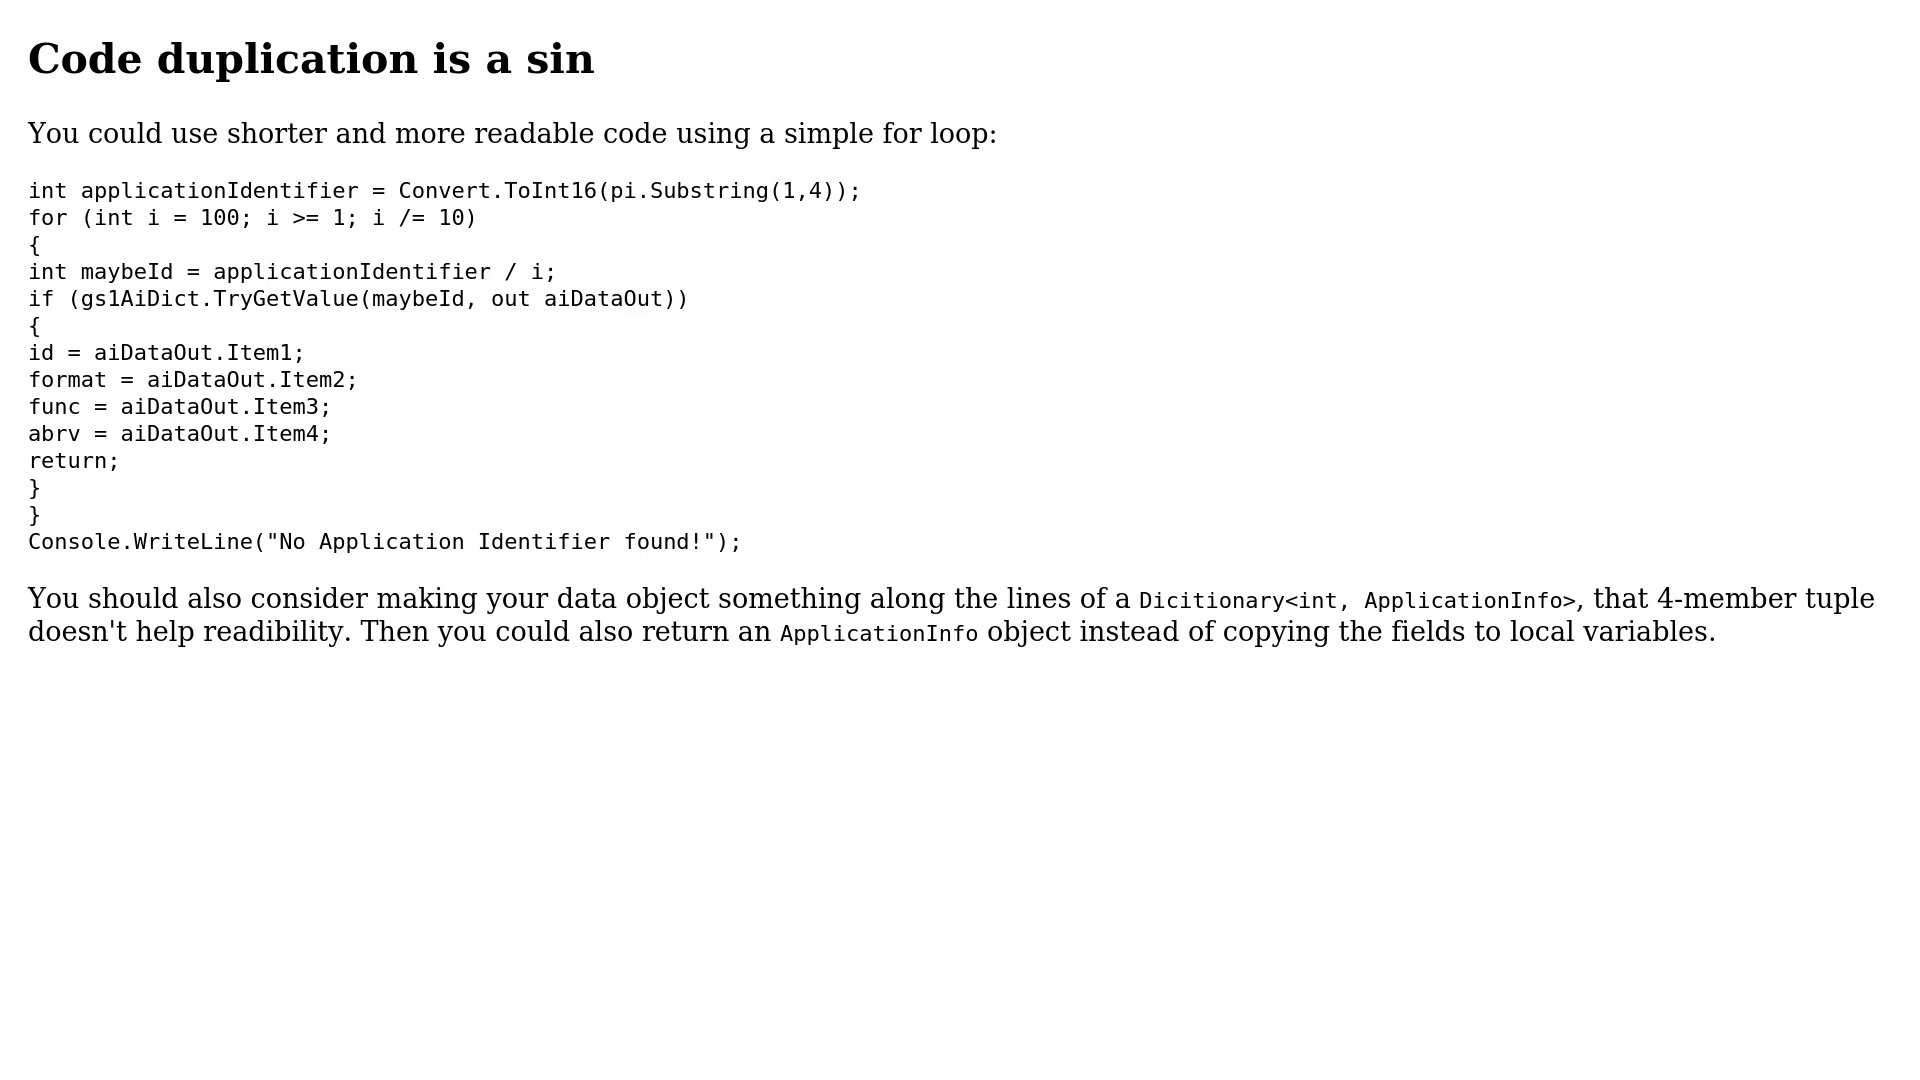 Code duplication is a sin
You could use shorter and more readable code using a simple for loop:
int applicationIdentifier = Convert.ToInt16(pi.Substring(1,4));
for (int i = 100; i >= 1; i /= 10)
{
int maybeId = applicationIdentifier / i;
if (gs1AiDict.TryGetValue(maybeId, out aiDataOut))
{
id = aiDataOut.Item1;
format = aiDataOut.Item2;
func = aiDataOut.Item3;
abrv = aiDataOut.Item4;
return;
}
}
Console.WriteLine("No Application Identifier found!");
You should also consider making your data object something along the lines of a Dicitionary<int, ApplicationInfo>, that 4-member tuple
doesn't help readibility. Then you could also return an ApplicationInfo object instead of copying the fields to local variables.